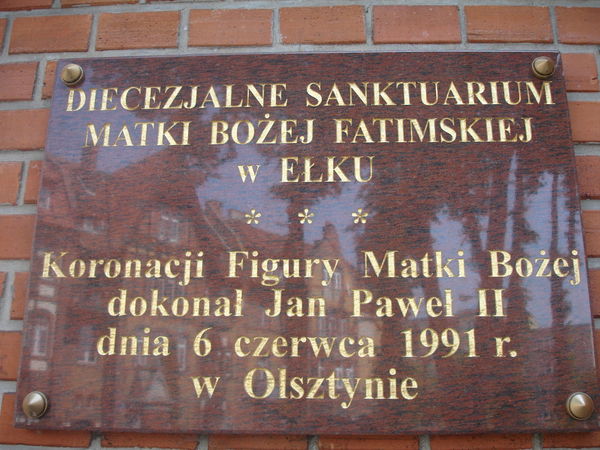 DIECEZJALNE SANKTUARIUM
MATKI BOŻEJ FATIMSKIEJ
w EŁKU
* * *
Koronacji Figury Matki Bożej
dokonał Jan Paweł II
dnia 6 czerwca 1991 r.
w Olsztynie